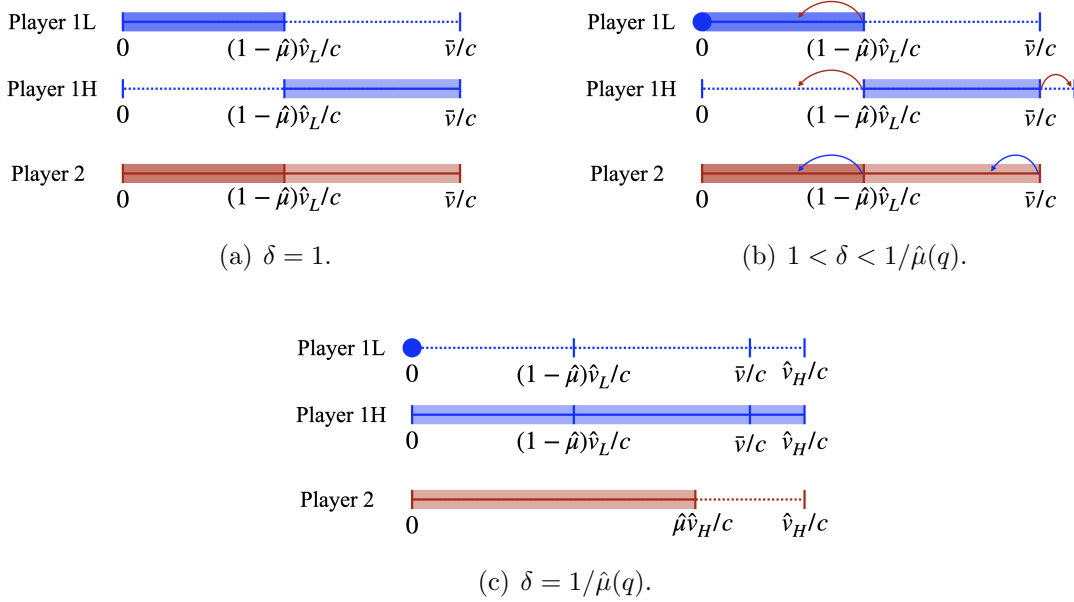 Player 1L
0 (1 − μ̂)v̂_L/c v̄/c
Player 1H
0 (1 − μ̂)v̂_L/c v̄/c
Player 2
0 (1 − μ̂)v̂_L/c v̄/c
(a) δ = 1.
Player 1L
0 (1 − μ̂)v̂_L/c v̄/c
Player 1H
0 (1 − μ̂)v̂_L/c v̄/c
Player 2
0 (1 − μ̂)v̂_L/c v̄/c
(b) 1 < δ < 1/μ̂(q).
Player 1L
0 (1 − μ̂)v̂_L/c v̄/c v̂_H/c
Player 1H
0 (1 − μ̂)v̂_L/c v̄/c v̂_H/c
Player 2
0 μ̂v̂_H/c v̂_H/c
(c) δ = 1/μ̂(q).